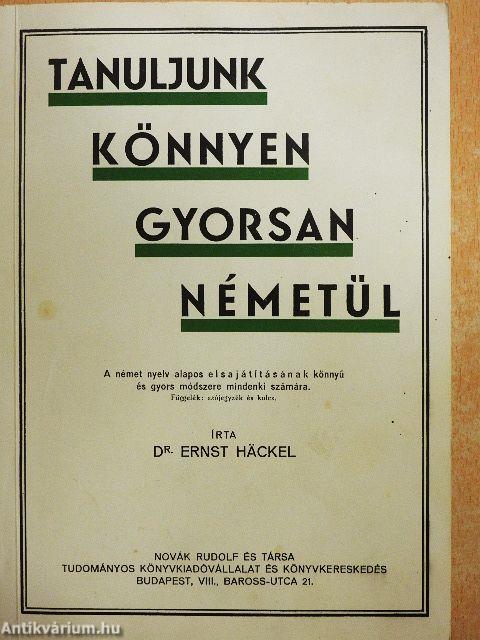 TANULJUNK
KÖNNYEN
GYORSAN
NÉMETÜL
A német nyelv alapos elsajátításának könnyű
és gyors módszere mindenki számára.
Függelék: szójegyzék és kulcs.
ÍRTA
DR. ERNST HÄCKEL
NOVÁK RUDOLF ÉS TÁRSA
TUDOMÁNYOS KÖNYVKIADÓVÁLLALAT ÉS KÖNYVKERESKEDÉS
BUDAPEST, VIII., BAROSS-UTCA 21.
Antikvárium.hu